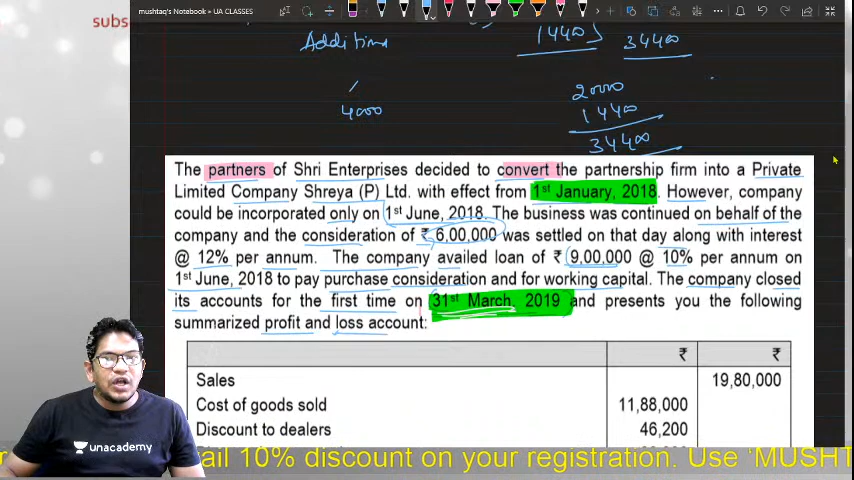 mushtaq's Notebook » UA CLASSES
subs
Additions
14400
34400
4000
20000
14400
34400
The partners of Shri Enterprises decided to convert the partnership firm into a Private
Limited Company Shreya (P) Ltd. with effect from 1st January, 2018. However, company
could be incorporated only on 1st June, 2018. The business was continued on behalf of the
company and the consideration of ₹ 6,00,000 was settled on that day along with interest
@ 12% per annum. The company availed loan of ₹ 9,00,000 @ 10% per annum on
1st June, 2018 to pay purchase consideration and for working capital. The company closed
its accounts for the first time on 31st March, 2019 and presents you the following
summarized profit and loss account:
₹ ₹
Sales 19,80,000
Cost of goods sold 11,88,000
Discount to dealers 46,200
unacademy
ail 10% discount on your registration. Use 'MUSHT